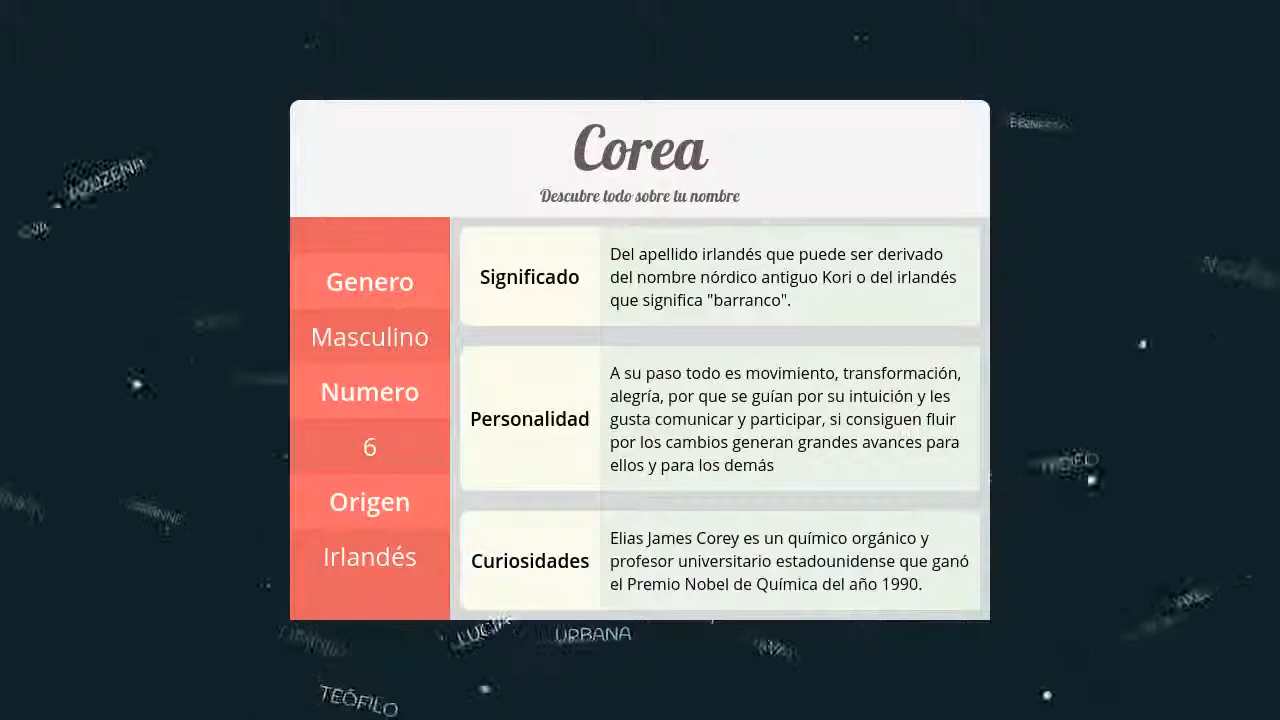 Corea
Descubre todo sobre tu nombre
Genero
Masculino
Numero
6
Origen
Irlandés
Significado
Del apellido irlandés que puede ser derivado
del nombre nórdico antiguo Kori o del irlandés
que significa "barranco".
Personalidad
A su paso todo es movimiento, transformación,
alegría, por que se guían por su intuición y les
gusta comunicar y participar, si consiguen fluir
por los cambios generan grandes avances para
ellos y para los demás
Curiosidades
Elias James Corey es un químico orgánico y
profesor universitario estadounidense que ganó
el Premio Nobel de Química del año 1990.
URBANA
TEÓFILO